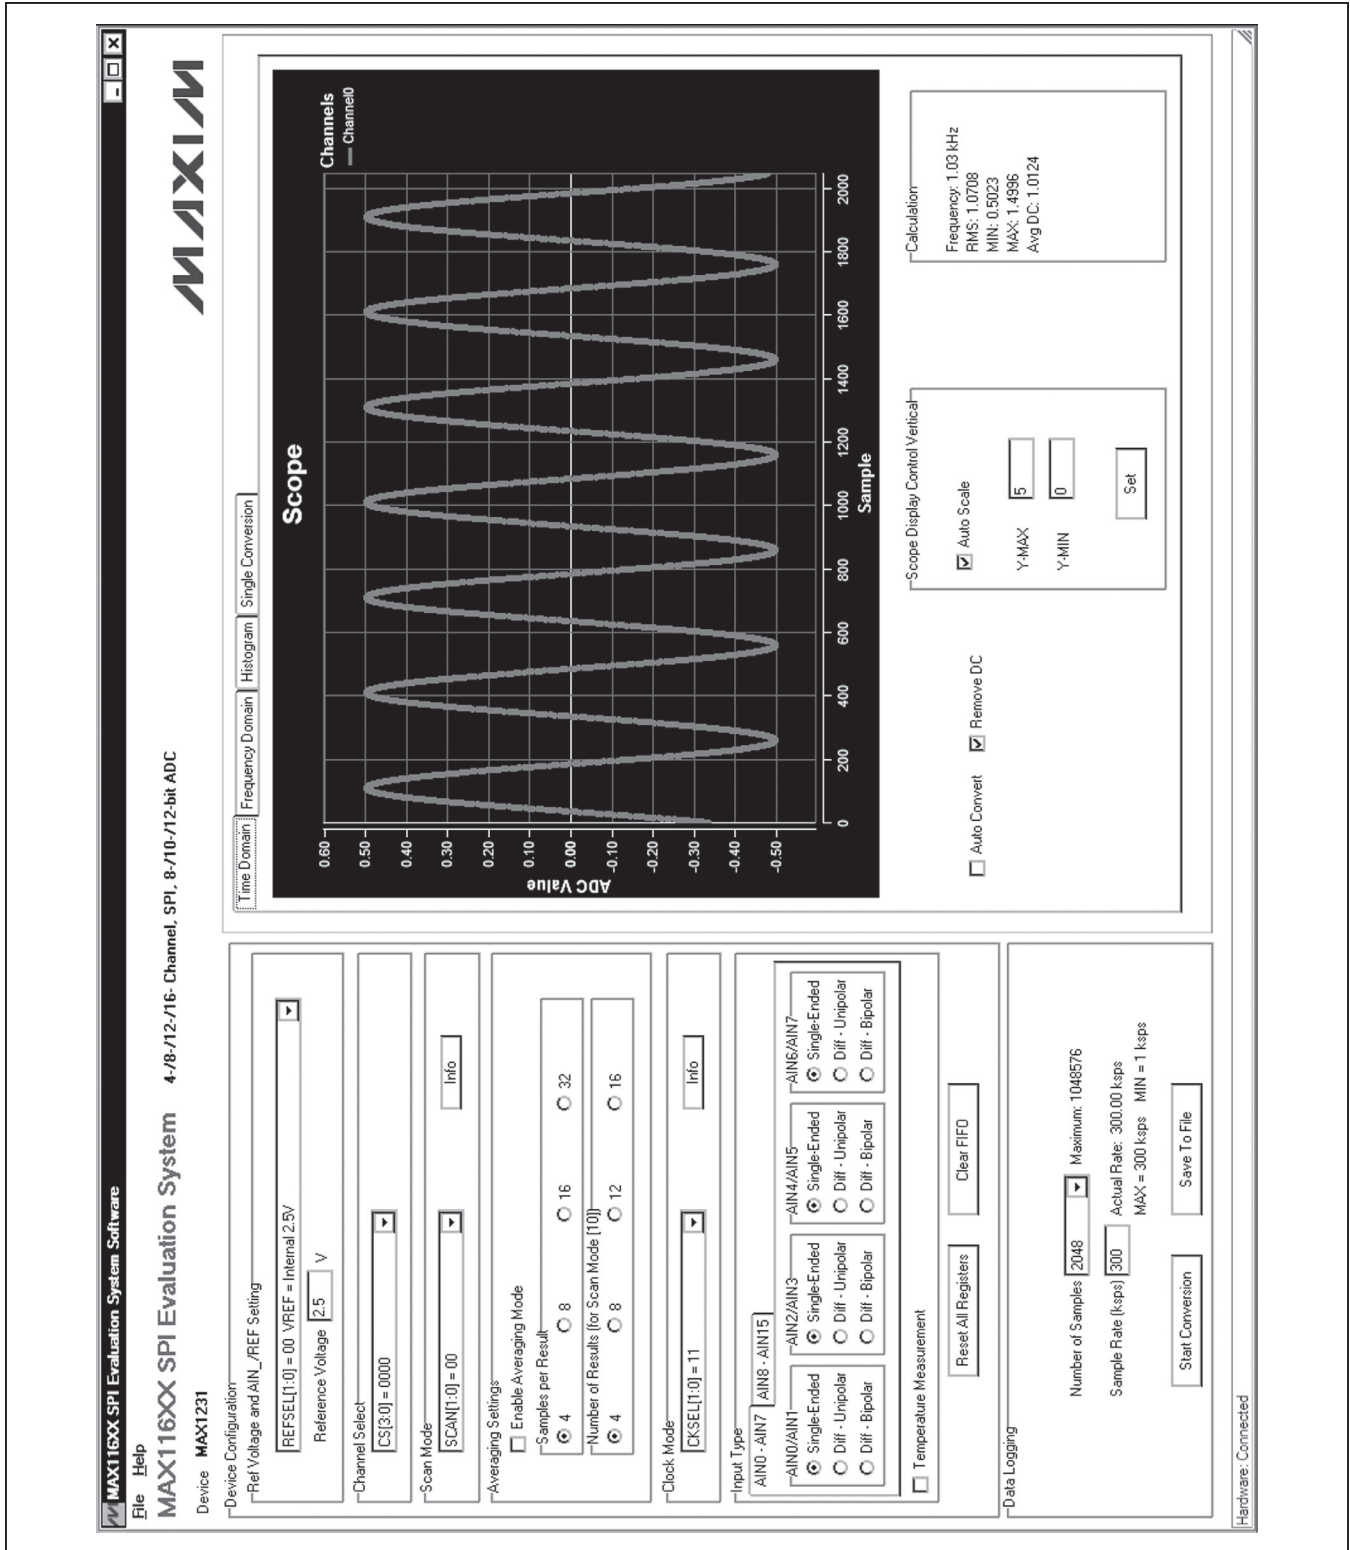 MAX116XX SPI Evaluation System Software
File Help
MAXIM
MAX116XX SPI Evaluation System 4-/8-/12-/16- Channel, SPI, 8-/10-/12-bit ADC
Device MAX1231
Device Configuration
Ref Voltage and AIN_/REF Setting
REFSEL[1:0] = 00 VREF = Internal 2.5V
Reference Voltage 2.5 V
Channel Select
CS[3:0] = 0000
Scan Mode
SCAN[1:0] = 00
Info
Averaging Settings
Enable Averaging Mode
Samples per Result
4 8 16 32
Number of Results (for Scan Mode [10])
4 8 12 16
Clock Mode
CKSEL[1:0] = 11
Info
Input Type
AIN0 - AIN7 AIN8 - AIN15
AIN0/AIN1 AIN2/AIN3 AIN4/AIN5 AIN6/AIN7
Single-Ended Single-Ended Single-Ended Single-Ended
Diff - Unipolar Diff - Unipolar Diff - Unipolar Diff - Unipolar
Diff - Bipolar Diff - Bipolar Diff - Bipolar Diff - Bipolar
Temperature Measurement
Reset All Registers Clear FIFO
Data Logging
Number of Samples 2048 Maximum: 1048576
Sample Rate (ksps) 300 Actual Rate: 300.00 ksps
MAX = 300 ksps MIN = 1 ksps
Start Conversion Save To File
Hardware: Connected
Time Domain Frequency Domain Histogram Single Conversion
Scope
Channels
Channel0
ADC Value
0.60
0.50
0.40
0.30
0.20
0.10
0.00
-0.10
-0.20
-0.30
-0.40
-0.50
0 200 400 600 800 1000 1200 1400 1600 1800 2000
Sample
Auto Convert Remove DC
Scope Display Control Vertical
Auto Scale
Y-MAX 5
Y-MIN 0
Set
Calculation
Frequency: 1.03 kHz
RMS: 1.0708
MIN: 0.5023
MAX: 1.4996
Avg DC: 1.0124